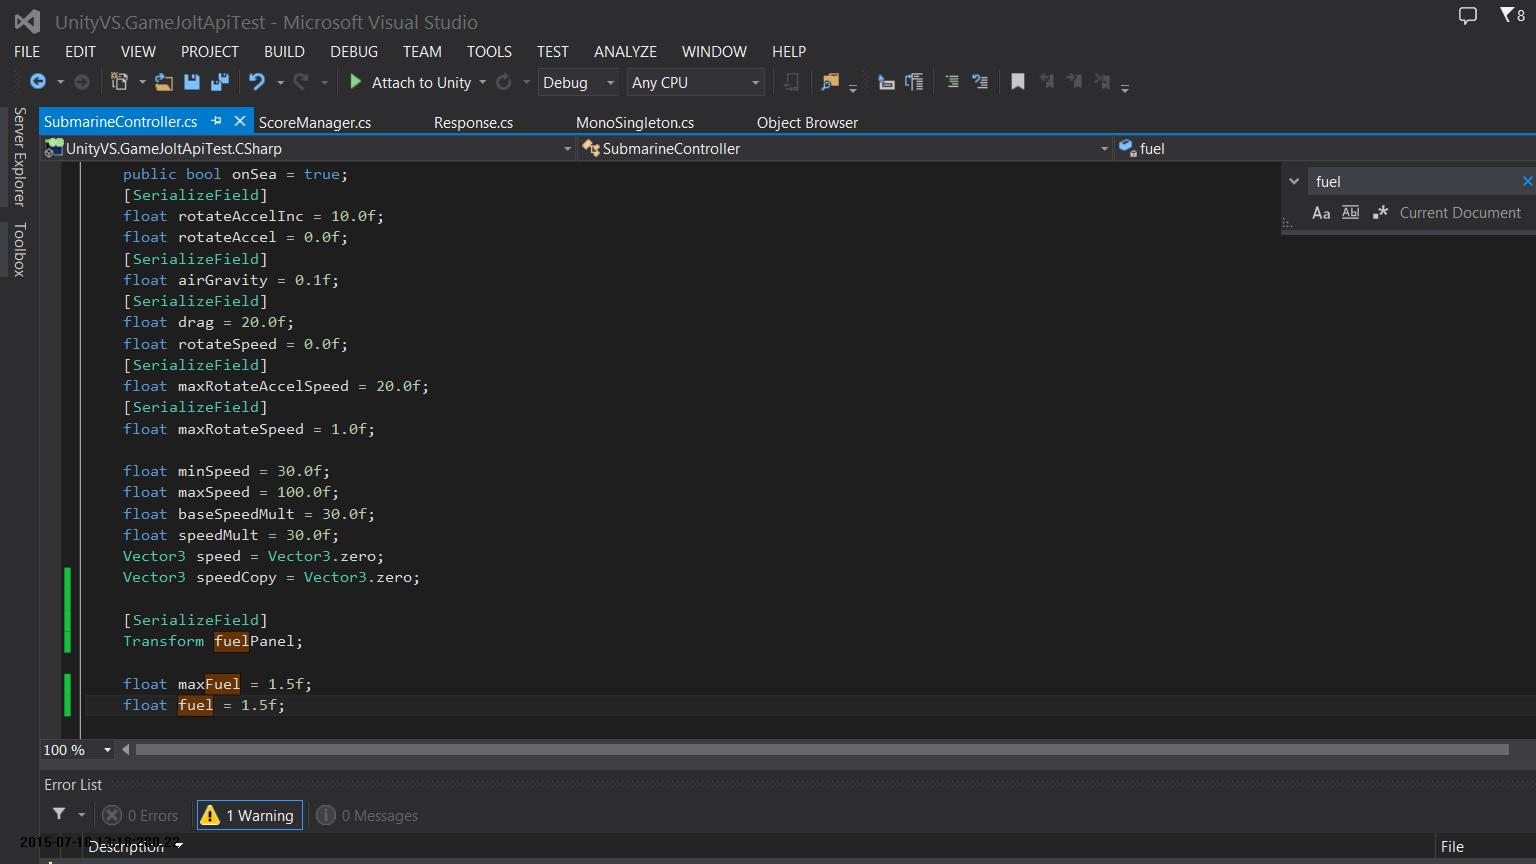 UnityVS.GameJoltApiTest - Microsoft Visual Studio
8
FILE EDIT VIEW PROJECT BUILD DEBUG TEAM TOOLS TEST ANALYZE WINDOW HELP
Attach to Unity Debug Any CPU
Server Explorer
Toolbox
SubmarineController.cs ScoreManager.cs Response.cs MonoSingleton.cs Object Browser
UnityVS.GameJoltApiTest.CSharp SubmarineController fuel
fuel
Aa Abl Current Document
public bool onSea = true;
[SerializeField]
float rotateAccelInc = 10.0f;
float rotateAccel = 0.0f;
[SerializeField]
float airGravity = 0.1f;
[SerializeField]
float drag = 20.0f;
float rotateSpeed = 0.0f;
[SerializeField]
float maxRotateAccelSpeed = 20.0f;
[SerializeField]
float maxRotateSpeed = 1.0f;
float minSpeed = 30.0f;
float maxSpeed = 100.0f;
float baseSpeedMult = 30.0f;
float speedMult = 30.0f;
Vector3 speed = Vector3.zero;
Vector3 speedCopy = Vector3.zero;
[SerializeField]
Transform fuelPanel;
float maxFuel = 1.5f;
float fuel = 1.5f;
100 %
Error List
0 Errors 1 Warning 0 Messages
Description File